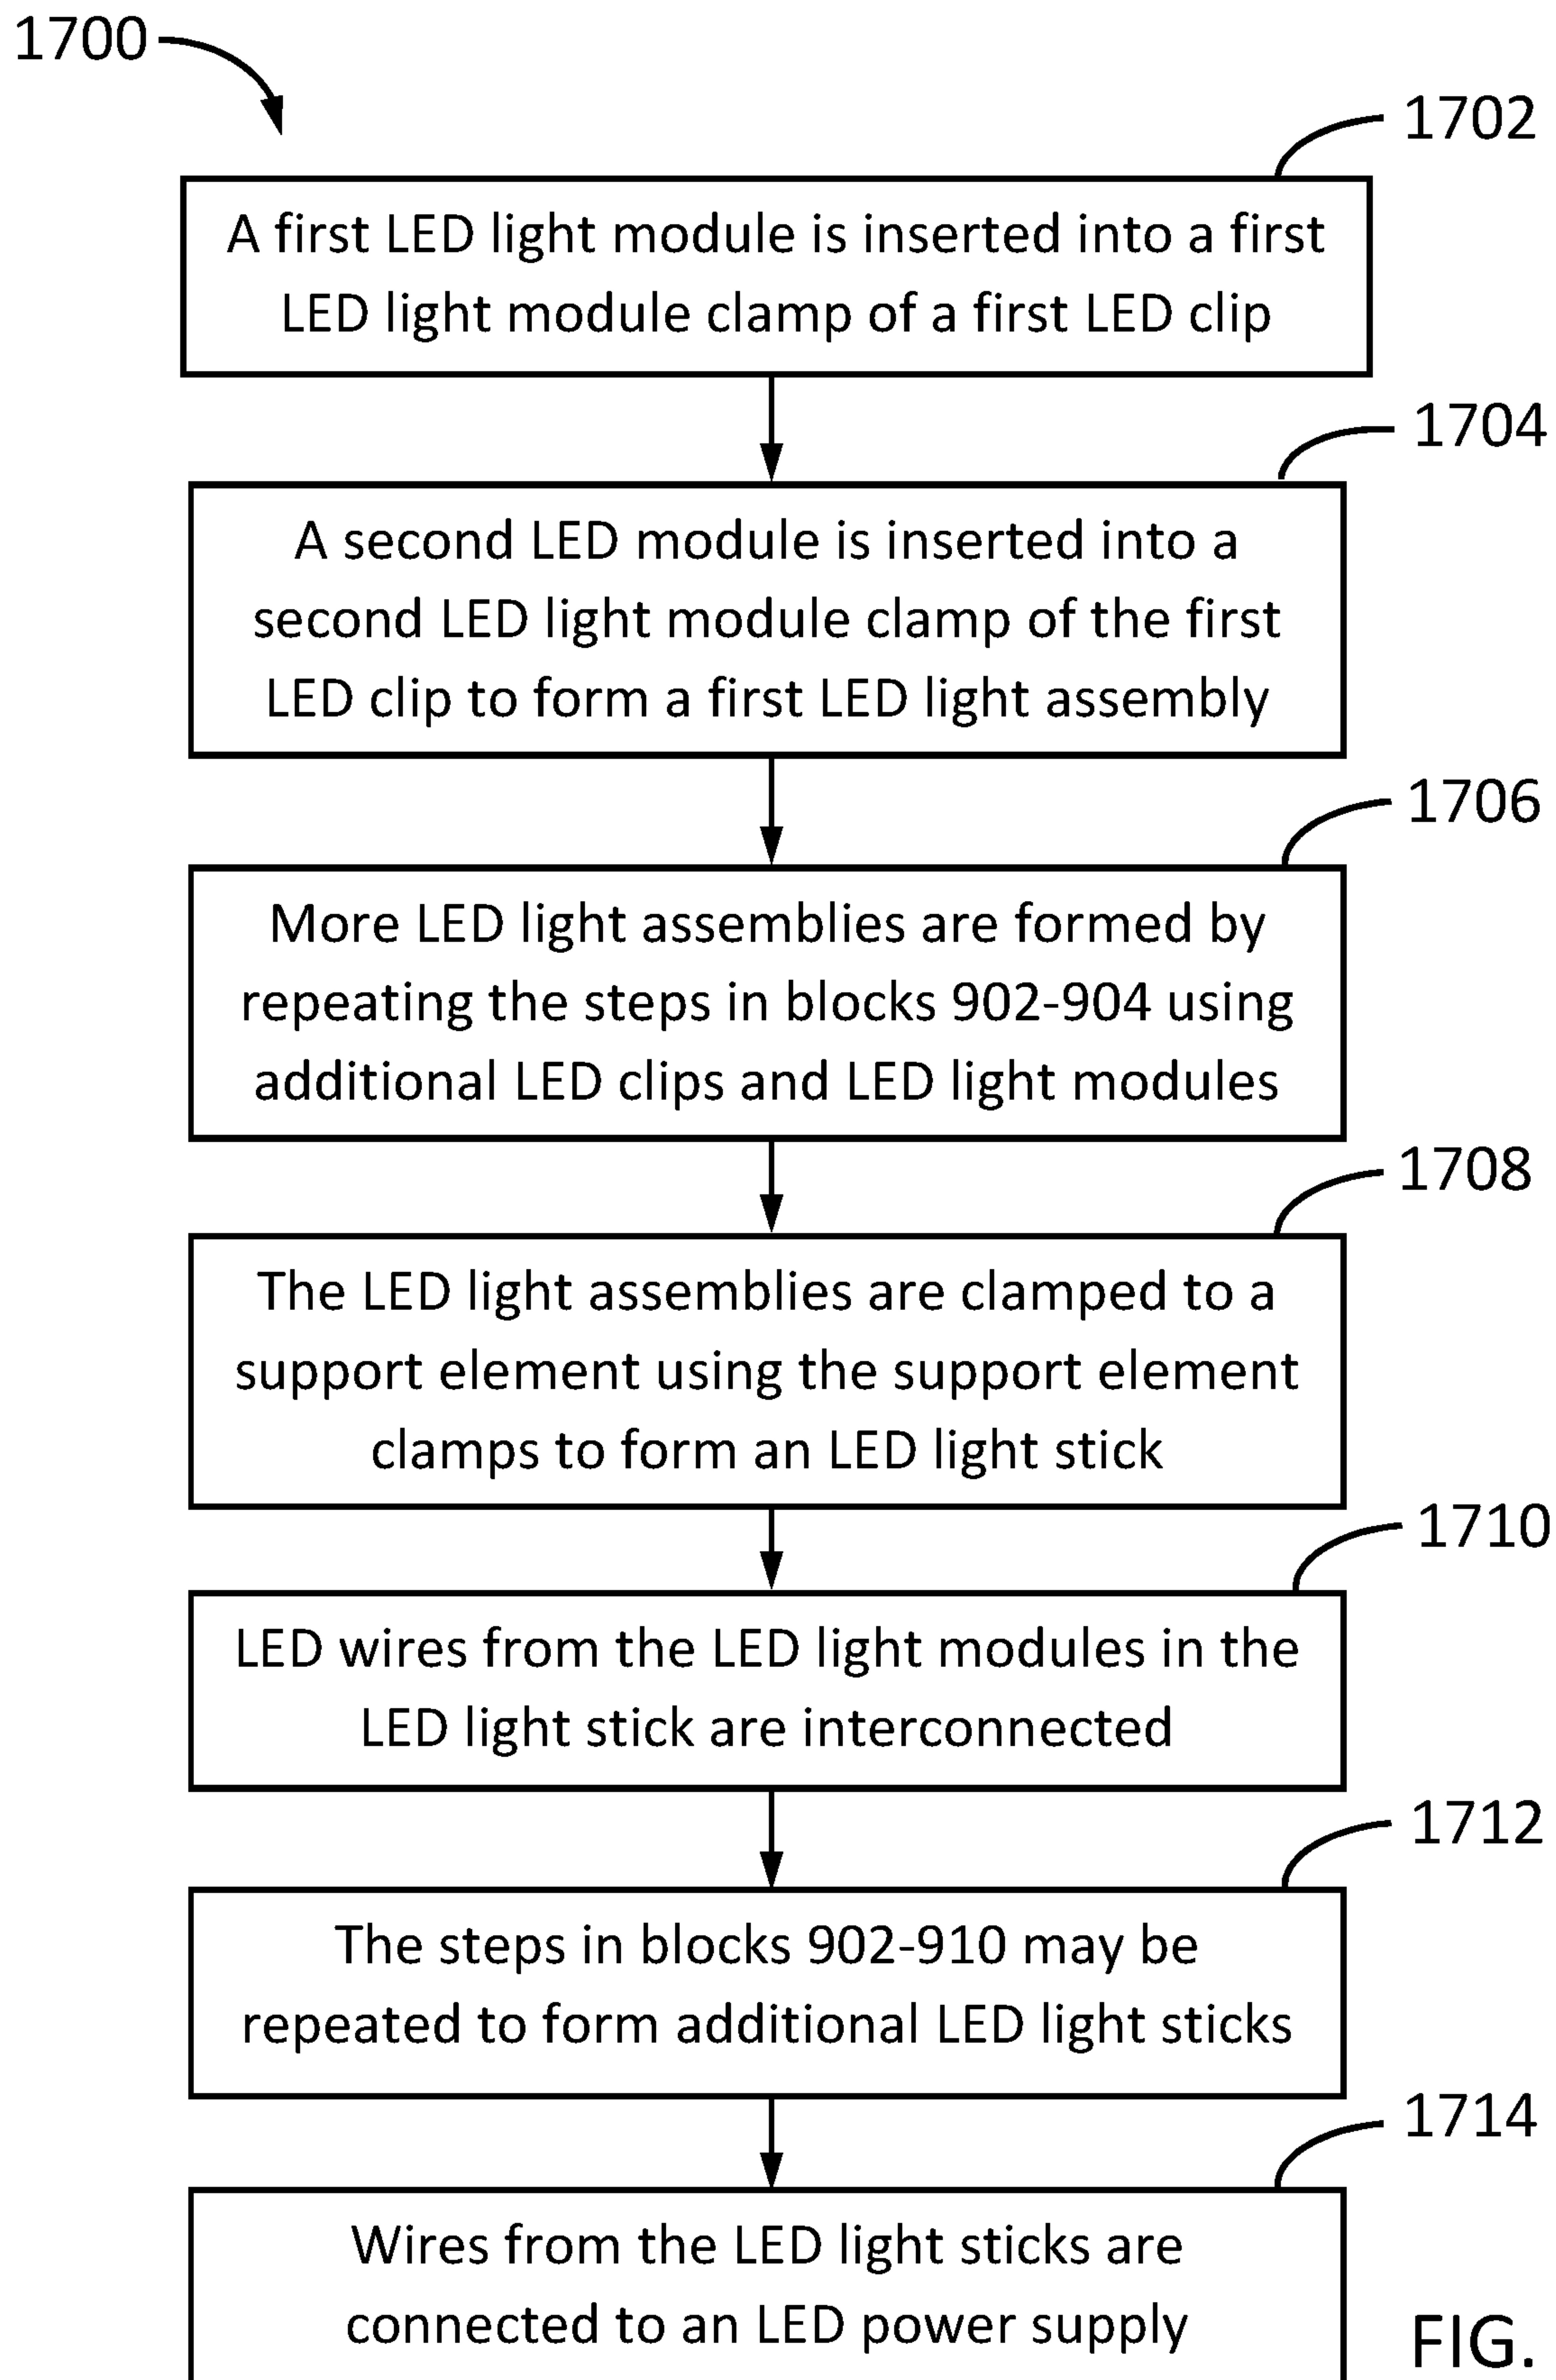 1700
1702
A first LED light module is inserted into a first
LED light module clamp of a first LED clip
1704
A second LED module is inserted into a
second LED light module clamp of the first
LED clip to form a first LED light assembly
1706
More LED light assemblies are formed by
repeating the steps in blocks 902-904 using
additional LED clips and LED light modules
1708
The LED light assemblies are clamped to a
support element using the support element
clamps to form an LED light stick
1710
LED wires from the LED light modules in the
LED light stick are interconnected
1712
The steps in blocks 902-910 may be
repeated to form additional LED light sticks
1714
Wires from the LED light sticks are
connected to an LED power supply
FIG.